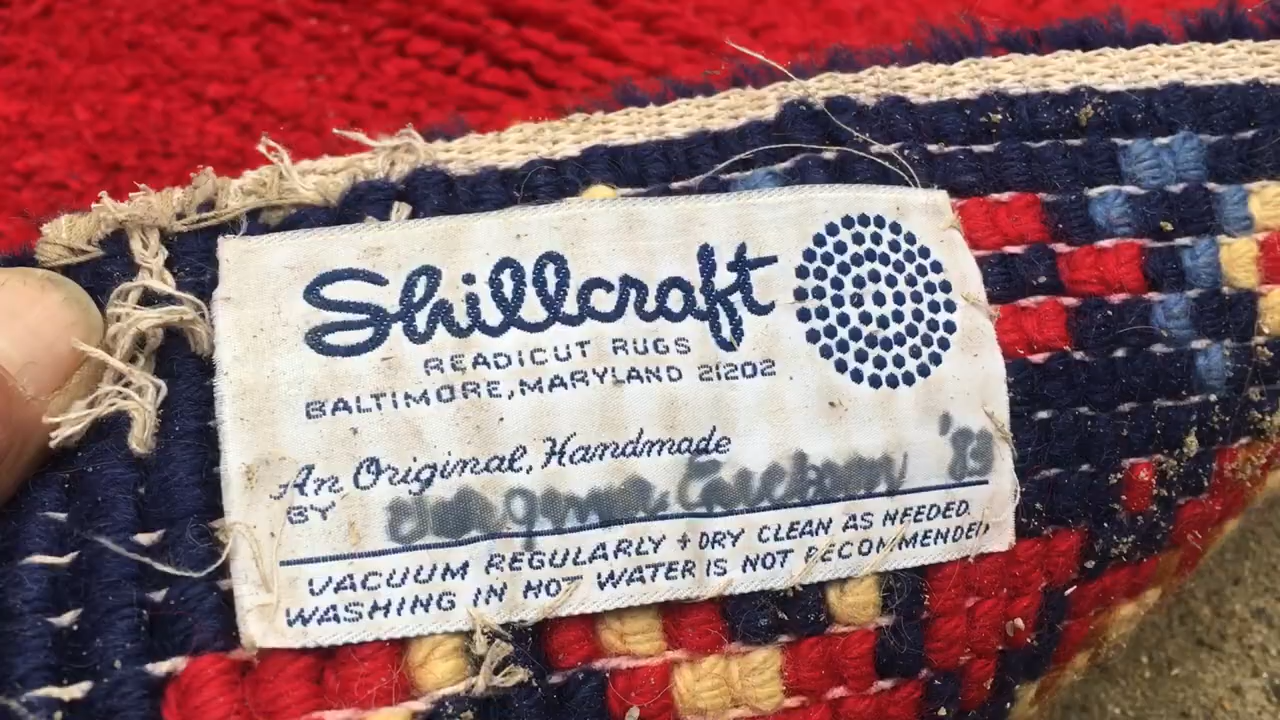 Shillcraft
READICUT RUGS
BALTIMORE, MARYLAND 21202
An Original, Handmade
BY
VACUUM REGULARLY + DRY CLEAN AS NEEDED.
WASHING IN HOT WATER IS NOT RECOMMENDED